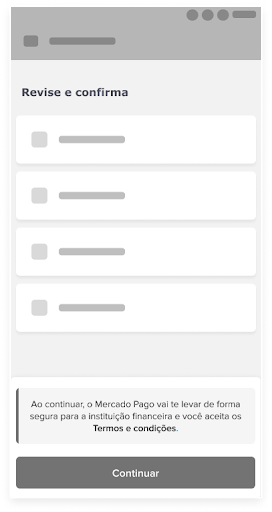 Revise e confirma
Ao continuar, o Mercado Pago vai te levar de forma
segura para a instituição financeira e você aceita os
Termos e condições.
Continuar